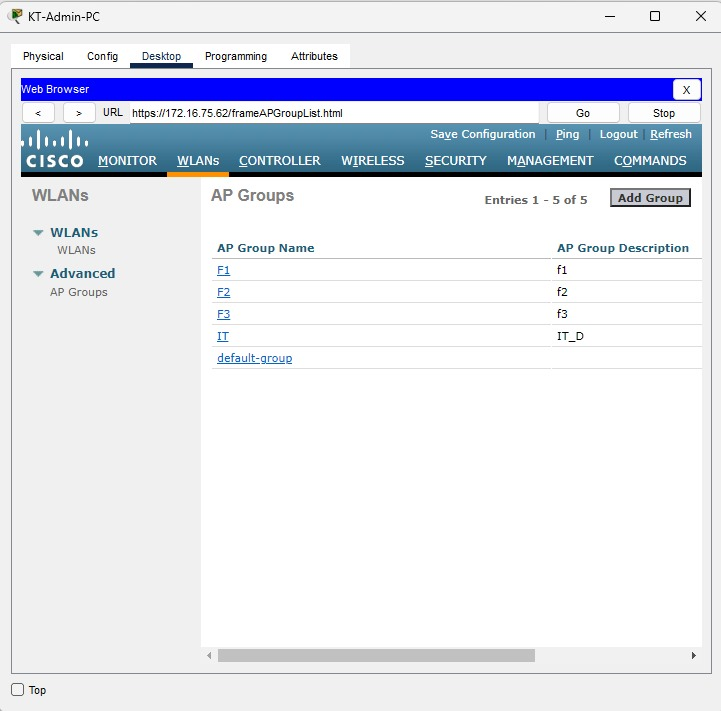 KT-Admin-PC
Physical Config Desktop Programming Attributes
Web Browser X
< > URL https://172.16.75.62/frameAPGroupList.html Go Stop
Save Configuration | Ping | Logout | Refresh
CISCO MONITOR WLANs CONTROLLER WIRELESS SECURITY MANAGEMENT COMMANDS
WLANs
WLANs
WLANs
Advanced
AP Groups
AP Groups Entries 1 - 5 of 5 Add Group
AP Group Name AP Group Description
F1 f1
F2 f2
F3 f3
IT IT_D
default-group
Top